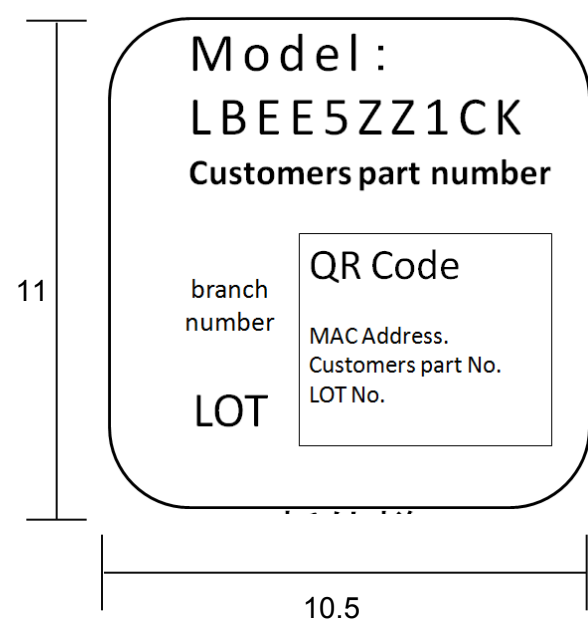 Model:
LBEE5ZZ1CK
Customers part number
QR Code
branch
number
11
MAC Address.
Customers part No.
LOT No.
LOT
10.5